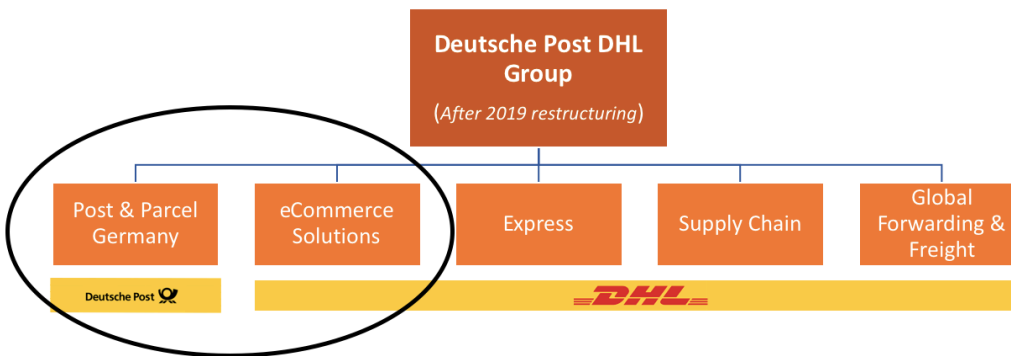 Deutsche Post DHL
Group
(After 2019 restructuring)
Post & Parcel
Germany
eCommerce
Solutions
Express
Supply Chain
Global
Forwarding &
Freight
Deutsche Post
DHL